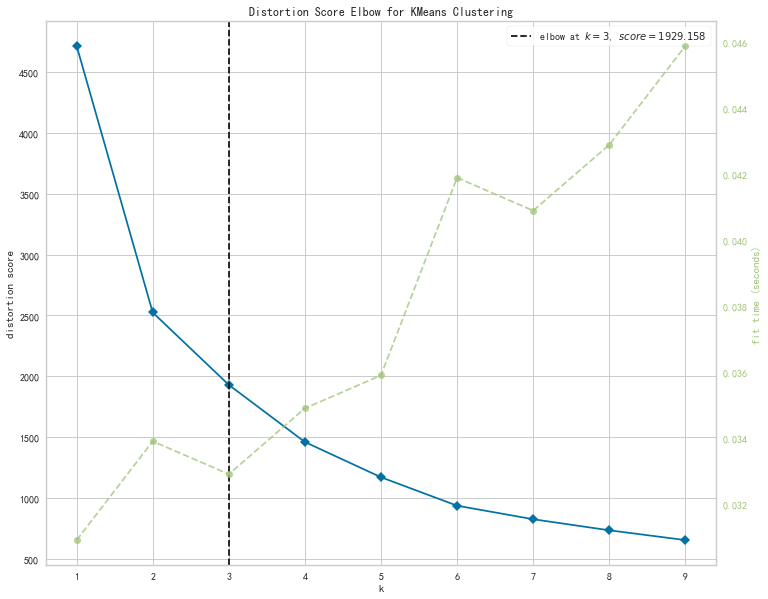 Distortion Score Elbow for KMeans Clustering
elbow at k = 3, score = 1929.158
4500
4000
3500
3000
2500
2000
1500
1000
500
distortion score
0.046
0.044
0.042
0.040
0.038
0.036
0.034
0.032
fit time (seconds)
1 2 3 4 5 6 7 8 9
k